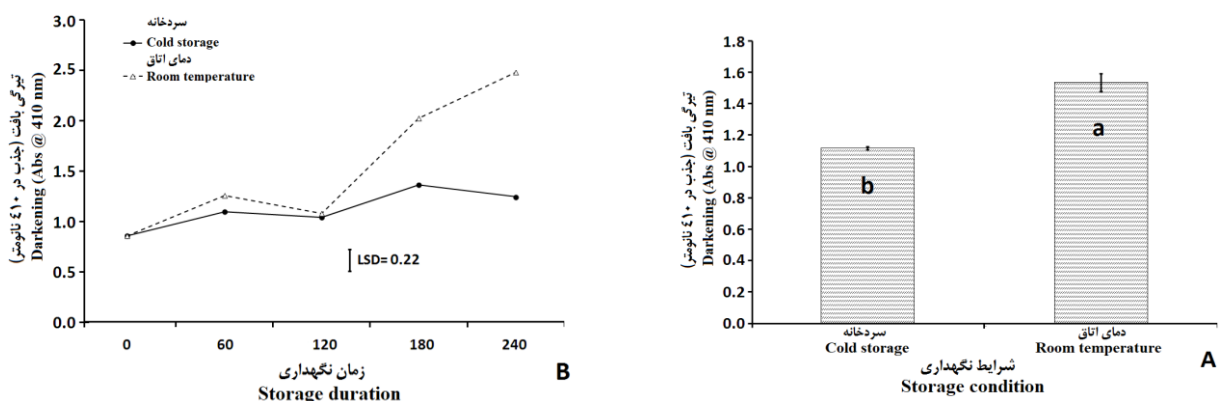 3.0
2.5
2.0
1.5
1.0
0.5
0.0
تیرگی بافت (جذب در ٤١٠ نانومتر)
Darkening (Abs @ 410 nm)
سردخانه
Cold storage
دمای اتاق
Room temperature
LSD= 0.22
0 60 120 180 240
زمان نگهداری
Storage duration
B
1.8
1.6
1.4
1.2
1.0
0.8
0.6
0.4
0.2
0.0
تیرگی بافت (جذب در ٤١٠ نانومتر)
Darkening (Abs @ 410 nm)
b
a
سردخانه
Cold storage
دمای اتاق
Room temperature
شرایط نگهداری
Storage condition
A